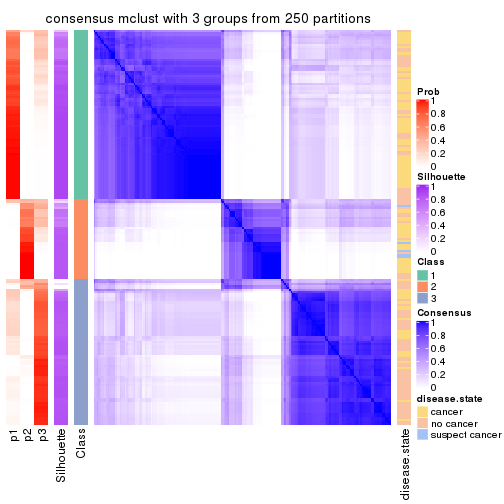 consensus mclust with 3 groups from 250 partitions
Prob
1
0.8
0.6
0.4
0.2
0
Silhouette
1
0.8
0.6
0.4
0.2
0
Class
1
2
3
Consensus
1
0.8
0.6
0.4
0.2
0
disease.state
cancer
no cancer
suspect cancer
p1
p2
p3
Silhouette
Class
disease.state